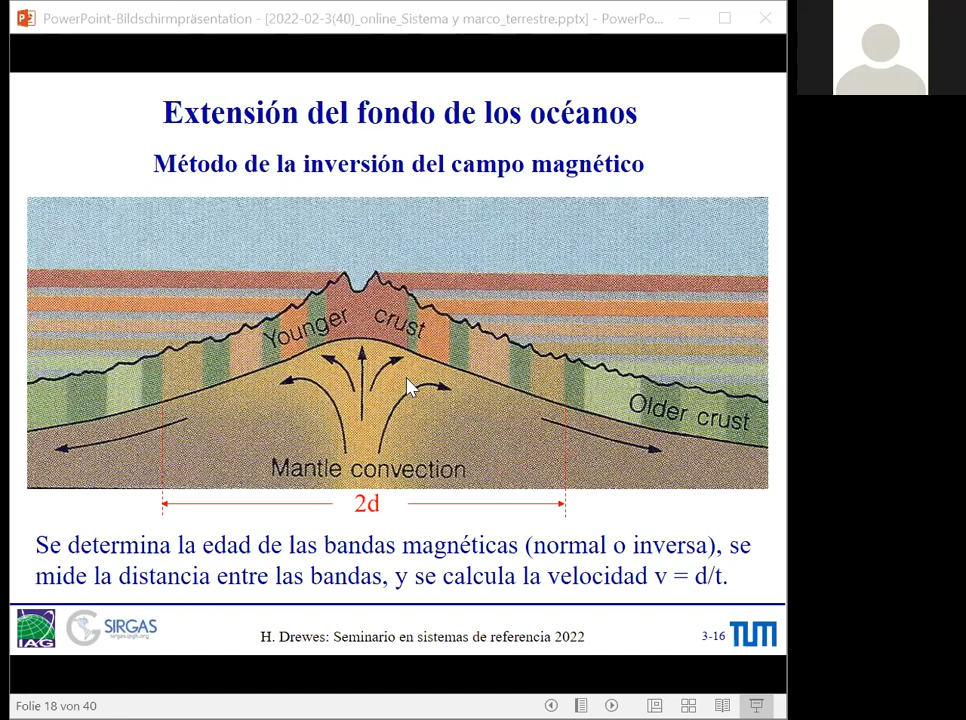 PowerPoint-Bildschirmpräsentation - [2022-02-3(40)_online_Sistema y marco_terrestre.pptx] - PowerPo...
Extensión del fondo de los océanos
Método de la inversión del campo magnético
Younger crust
Older crust
Mantle convection
2d
Se determina la edad de las bandas magnéticas (normal o inversa), se
mide la distancia entre las bandas, y se calcula la velocidad v = d/t.
IAG
SIRGAS
H. Drewes: Seminario en sistemas de referencia 2022
3-16
TUM
Folie 18 von 40